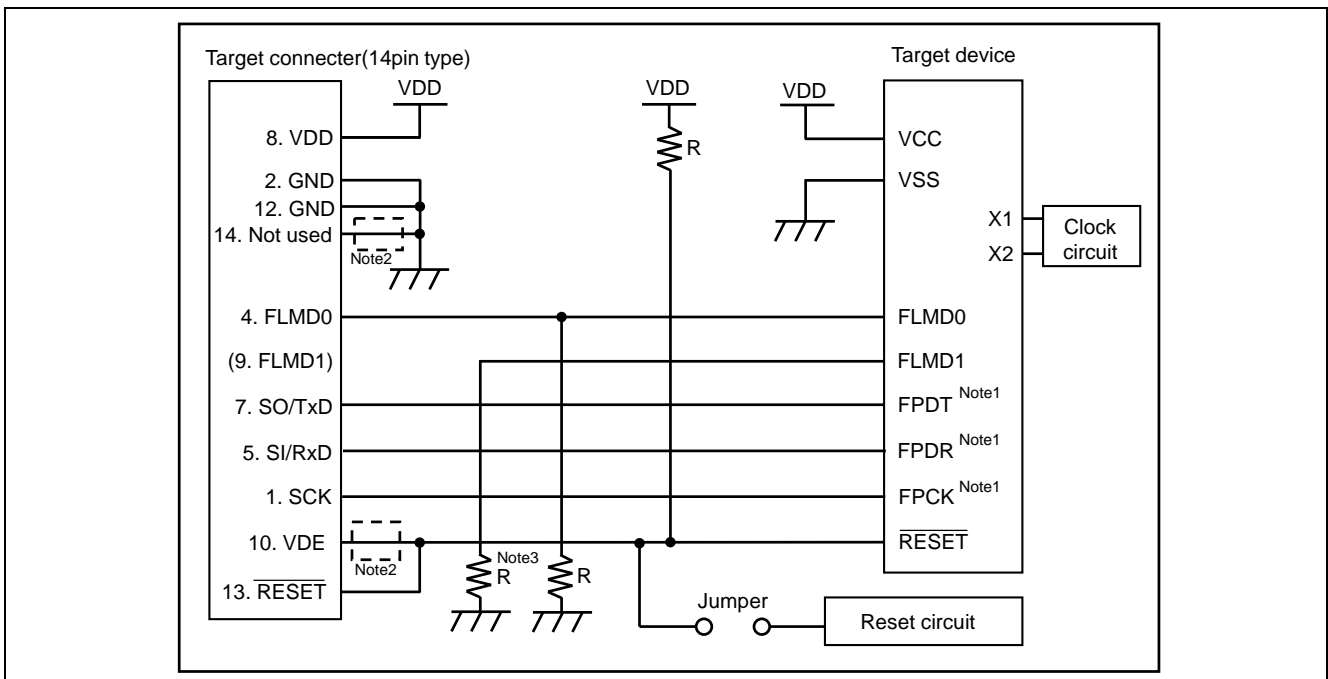 Target connecter(14pin type)
Target device
VDD
VDD
VDD
8. VDD
R
VCC
2. GND
VSS
12. GND
14. Not used
Note2
X1
X2
Clock
circuit
4. FLMD0
FLMD0
(9. FLMD1)
FLMD1
7. SO/TxD
FPDT Note1
5. SI/RxD
FPDR Note1
1. SCK
FPCK Note1
10. VDE
Note2
RESET
13. RESET
Note3
R
R
Jumper
Reset circuit